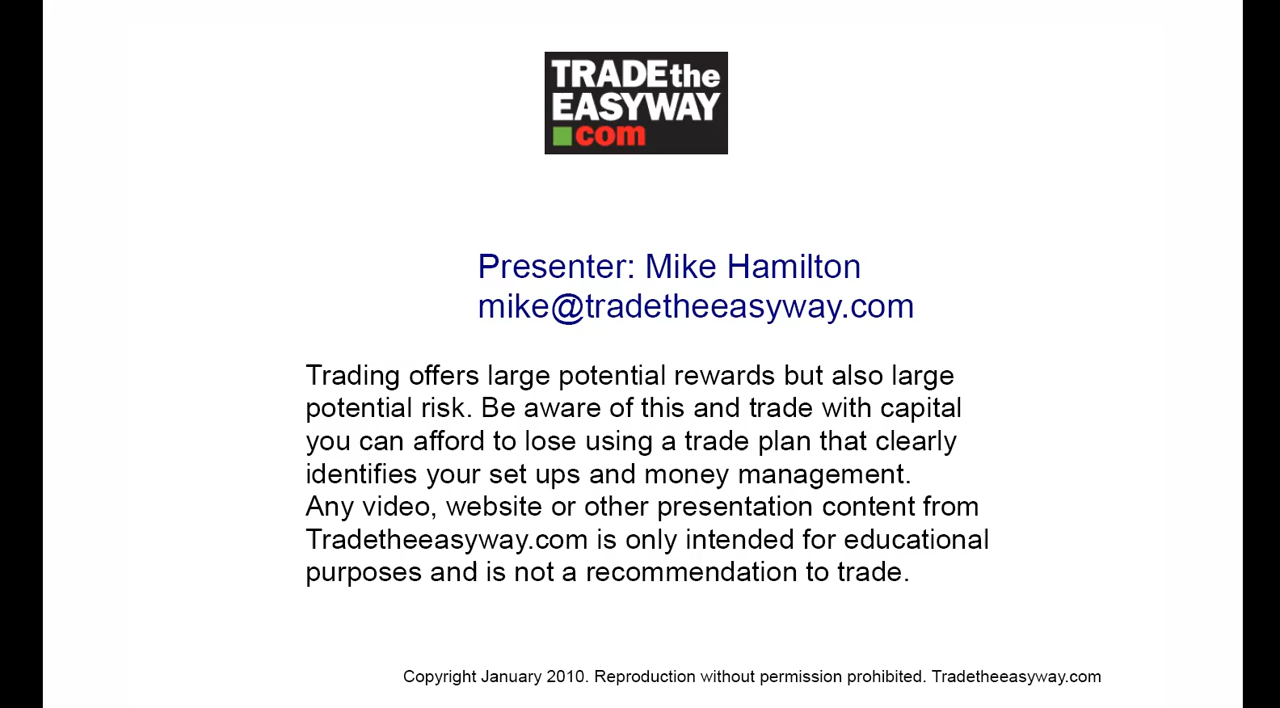 TRADEthe
EASYWAY
com
Presenter: Mike Hamilton
mike@tradetheeasyway.com
Trading offers large potential rewards but also large
potential risk. Be aware of this and trade with capital
you can afford to lose using a trade plan that clearly
identifies your set ups and money management.
Any video, website or other presentation content from
Tradetheeasyway.com is only intended for educational
purposes and is not a recommendation to trade.
Copyright January 2010. Reproduction without permission prohibited. Tradetheeasyway.com